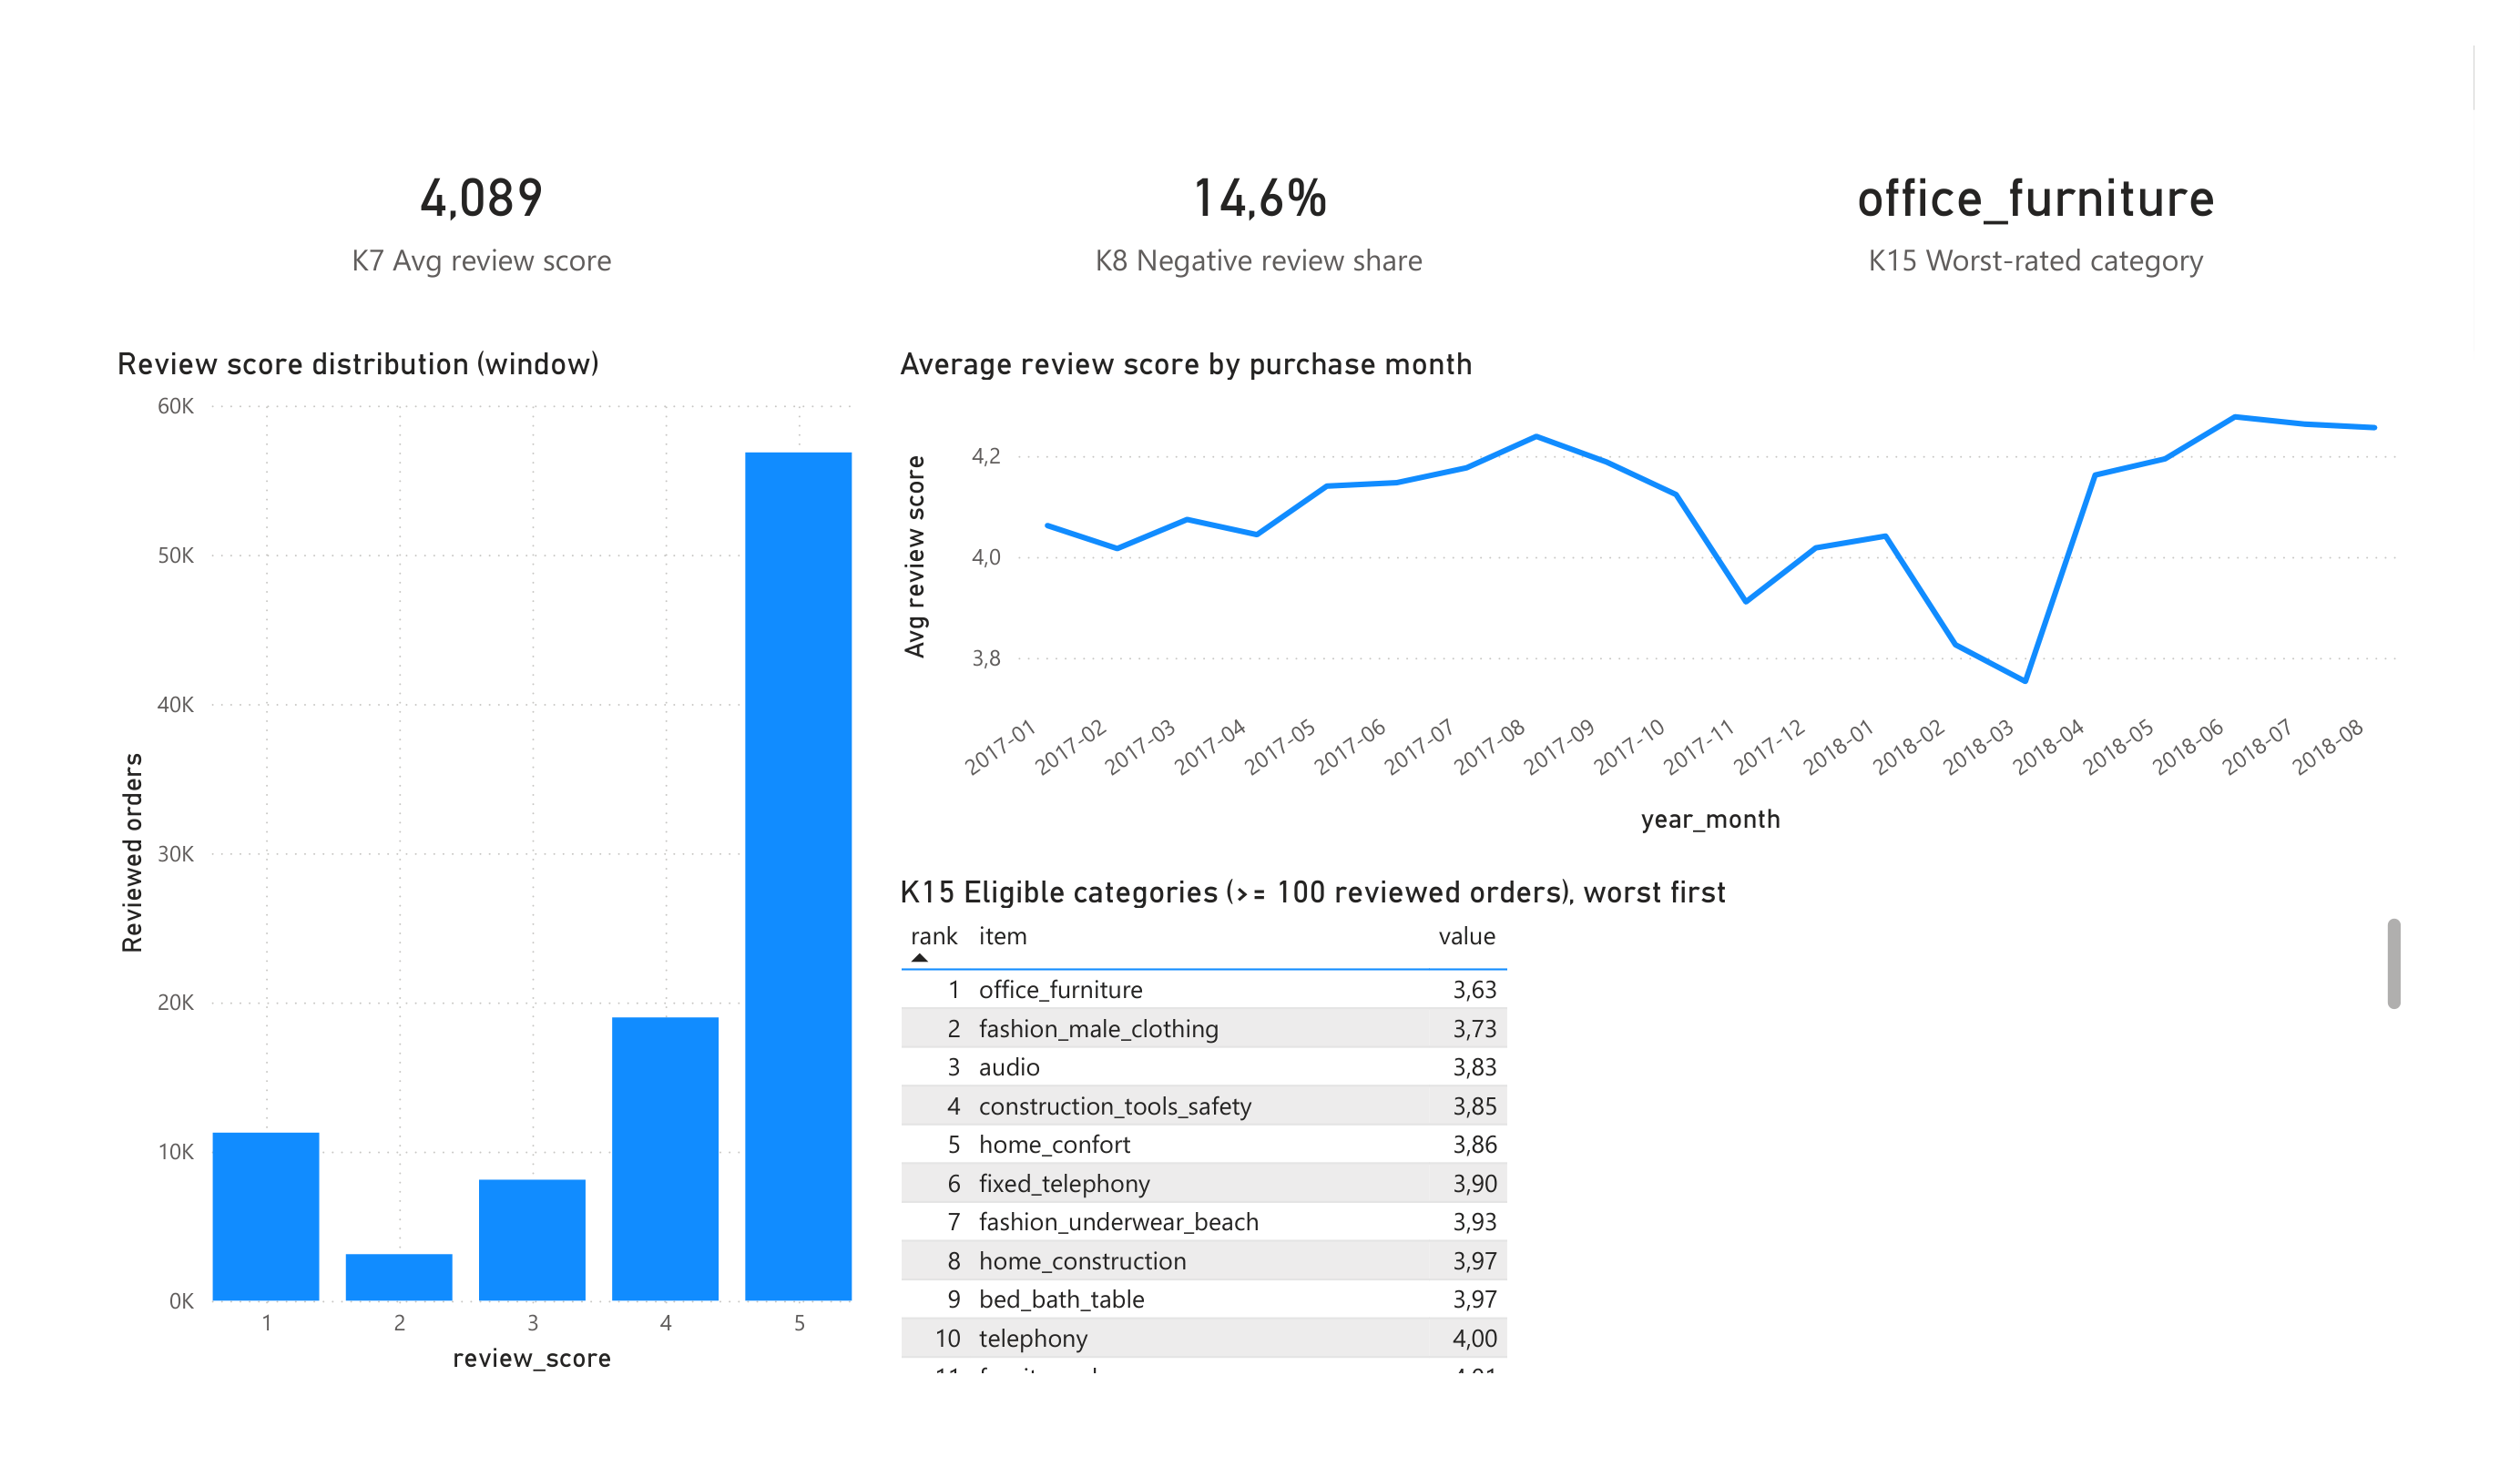 4,089
K7 Avg review score
14,6%
K8 Negative review share
office_furniture
K15 Worst-rated category
Review score distribution (window)
60K
50K
40K
30K
20K
10K
0K
Reviewed orders
1 2 3 4 5
review_score
Average review score by purchase month
4,2
4,0
3,8
Avg review score
2017-01 2017-02 2017-03 2017-04 2017-05 2017-06 2017-07 2017-08 2017-09 2017-10 2017-11 2017-12 2018-01 2018-02 2018-03 2018-04 2018-05 2018-06 2018-07 2018-08
year_month
K15 Eligible categories (>= 100 reviewed orders), worst first
rank item value
1 office_furniture 3,63
2 fashion_male_clothing 3,73
3 audio 3,83
4 construction_tools_safety 3,85
5 home_confort 3,86
6 fixed_telephony 3,90
7 fashion_underwear_beach 3,93
8 home_construction 3,97
9 bed_bath_table 3,97
10 telephony 4,00